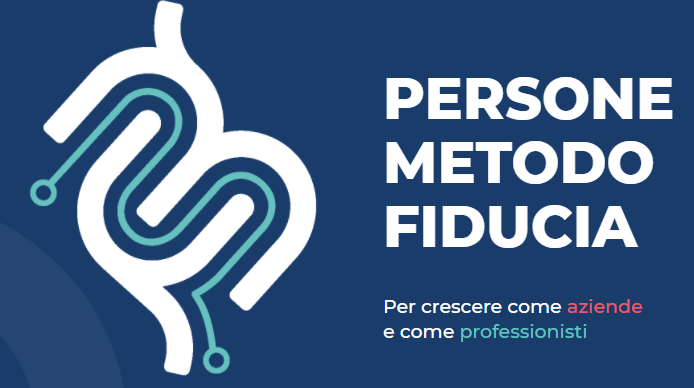 PERSONE
METODO
FIDUCIA
Per crescere come aziende
e come professionisti